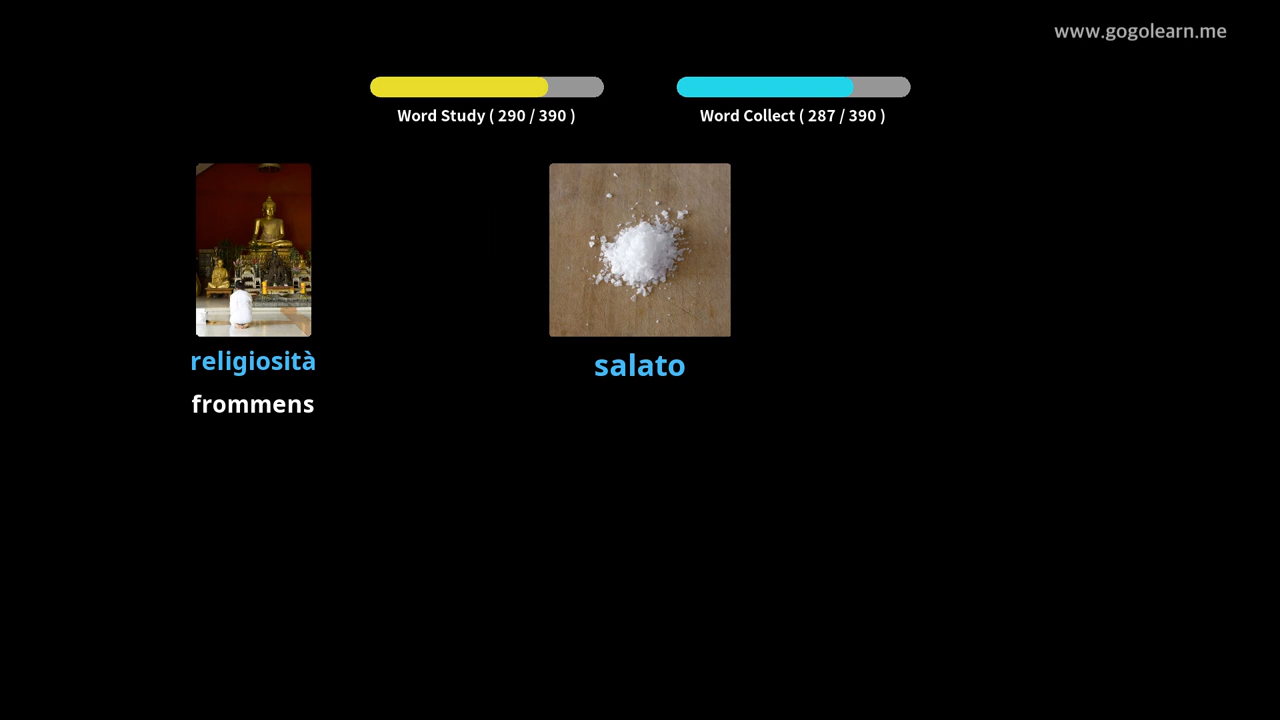 www.gogolearn.me
Word Study ( 290 / 390 )
Word Collect ( 287 / 390 )
religiosità
frommens
salato